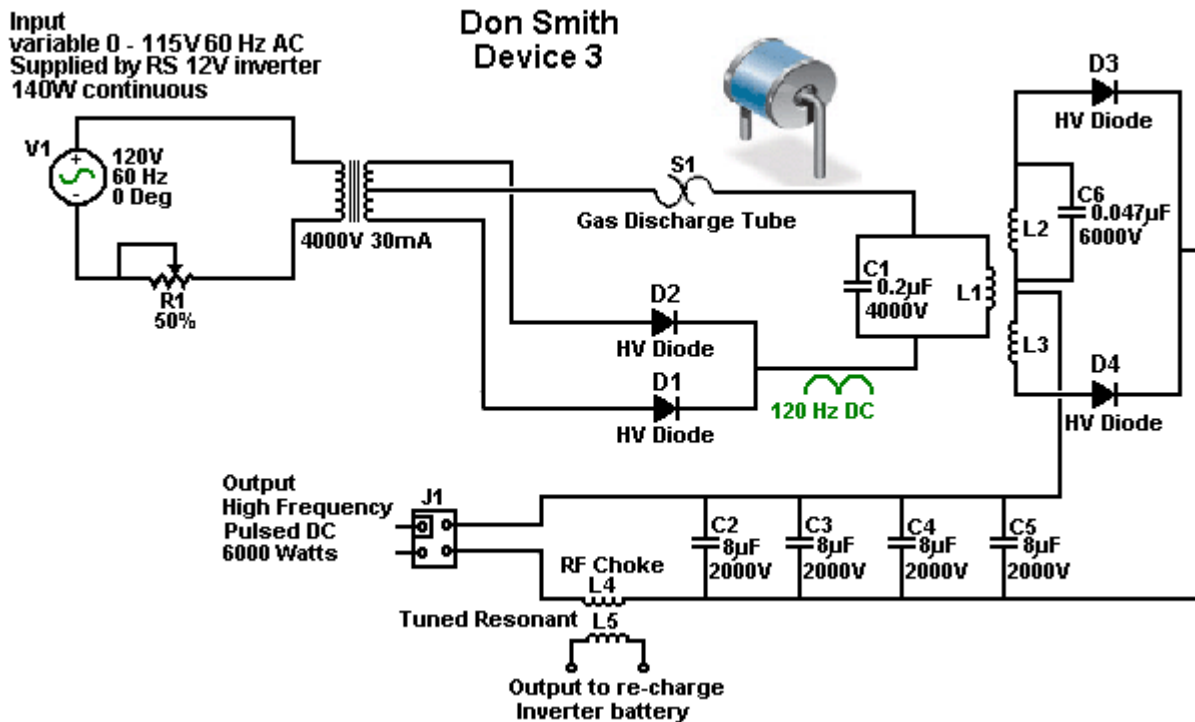 Don Smith
Device 3
Input
variable 0 - 115V 60 Hz AC
Supplied by RS 12V inverter
140W continuous
V1
+
-
120V
60 Hz
0 Deg
R1
50%
4000V 30mA
S1
Gas Discharge Tube
D2
HV Diode
D1
HV Diode
120 Hz DC
C1
0.2µF
4000V
L1
L2
L3
C6
0.047µF
6000V
D3
HV Diode
D4
HV Diode
Output
High Frequency
Pulsed DC
6000 Watts
J1
C2
8µF
2000V
C3
8µF
2000V
C4
8µF
2000V
C5
8µF
2000V
RF Choke
L4
Tuned Resonant
L5
Output to re-charge
Inverter battery